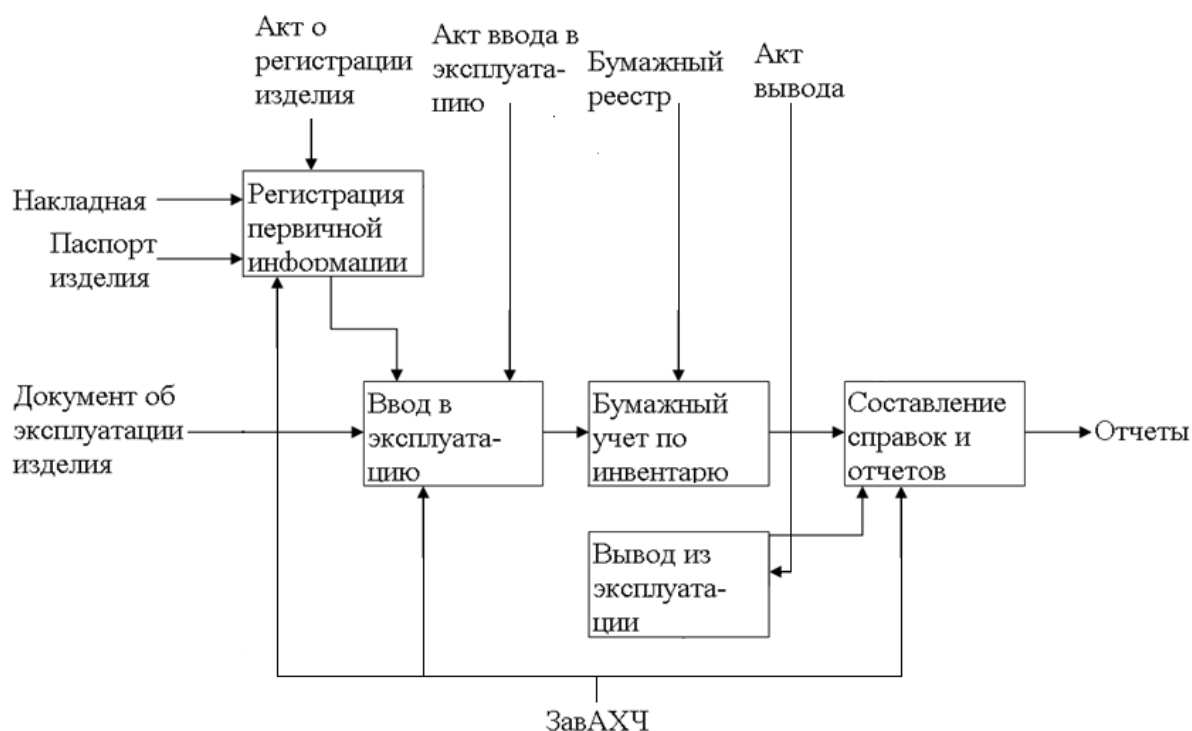 Акт о
регистрации
изделия
Акт ввода в
эксплуата-
цию
Бумажный
реестр
Акт
вывода
Накладная
Паспорт
изделия
Регистрация
первичной
информации
Документ об
эксплуатации
изделия
Ввод в
эксплуата-
цию
Бумажный
учет по
инвентарю
Составление
справок и
отчетов
Отчеты
Вывод из
эксплуата-
ции
ЗавАХЧ